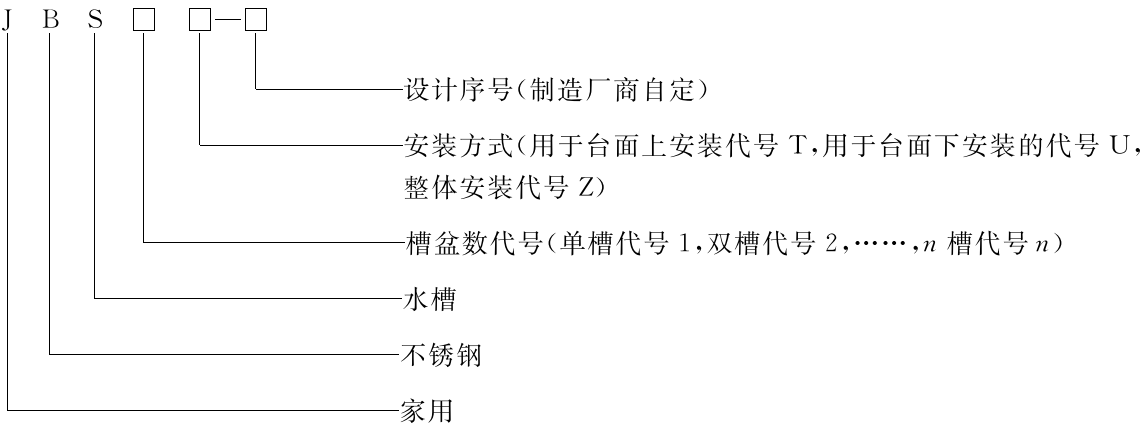 J B S □ □—□
设计序号(制造厂商自定)
安装方式(用于台面上安装代号 T,用于台面下安装的代号 U,
整体安装代号 Z)
槽盆数代号(单槽代号 1,双槽代号 2,……,n 槽代号 n)
水槽
不锈钢
家用